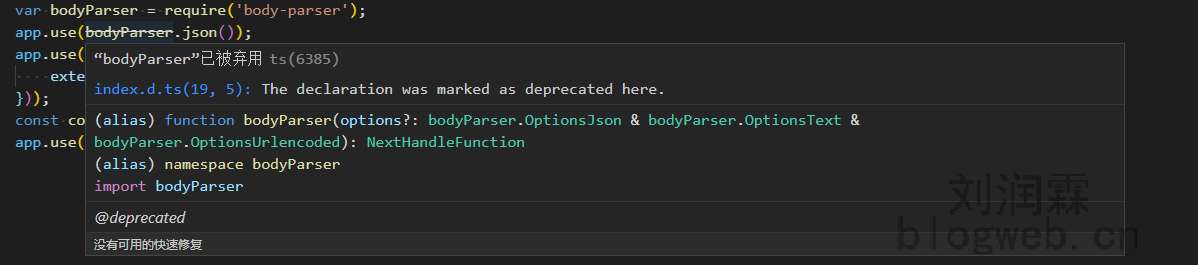 var bodyParser = require('body-parser');
app.use(bodyParser.json());
app.use(
“bodyParser”已被弃用 ts(6385)
exte
index.d.ts(19, 5): The declaration was marked as deprecated here.
}));
const co
(alias) function bodyParser(options?: bodyParser.OptionsJson & bodyParser.OptionsText &
app.use(
bodyParser.OptionsUrlencoded): NextHandleFunction
(alias) namespace bodyParser
import bodyParser
@deprecated
没有可用的快速修复
刘润霖
blogweb.cn